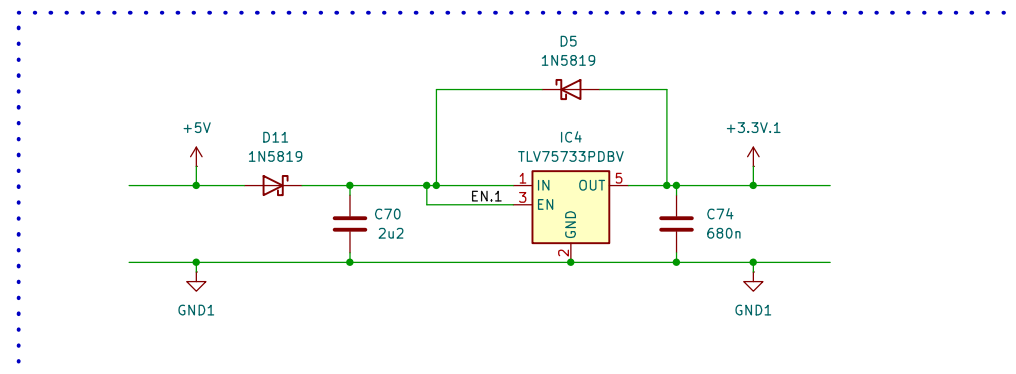 D5
1N5819
+5V
D11
1N5819
IC4
TLV75733PDBV
+3.3V.1
EN.1
1
IN
OUT
5
3
EN
GND
2
C70
2u2
C74
680n
GND1
GND1